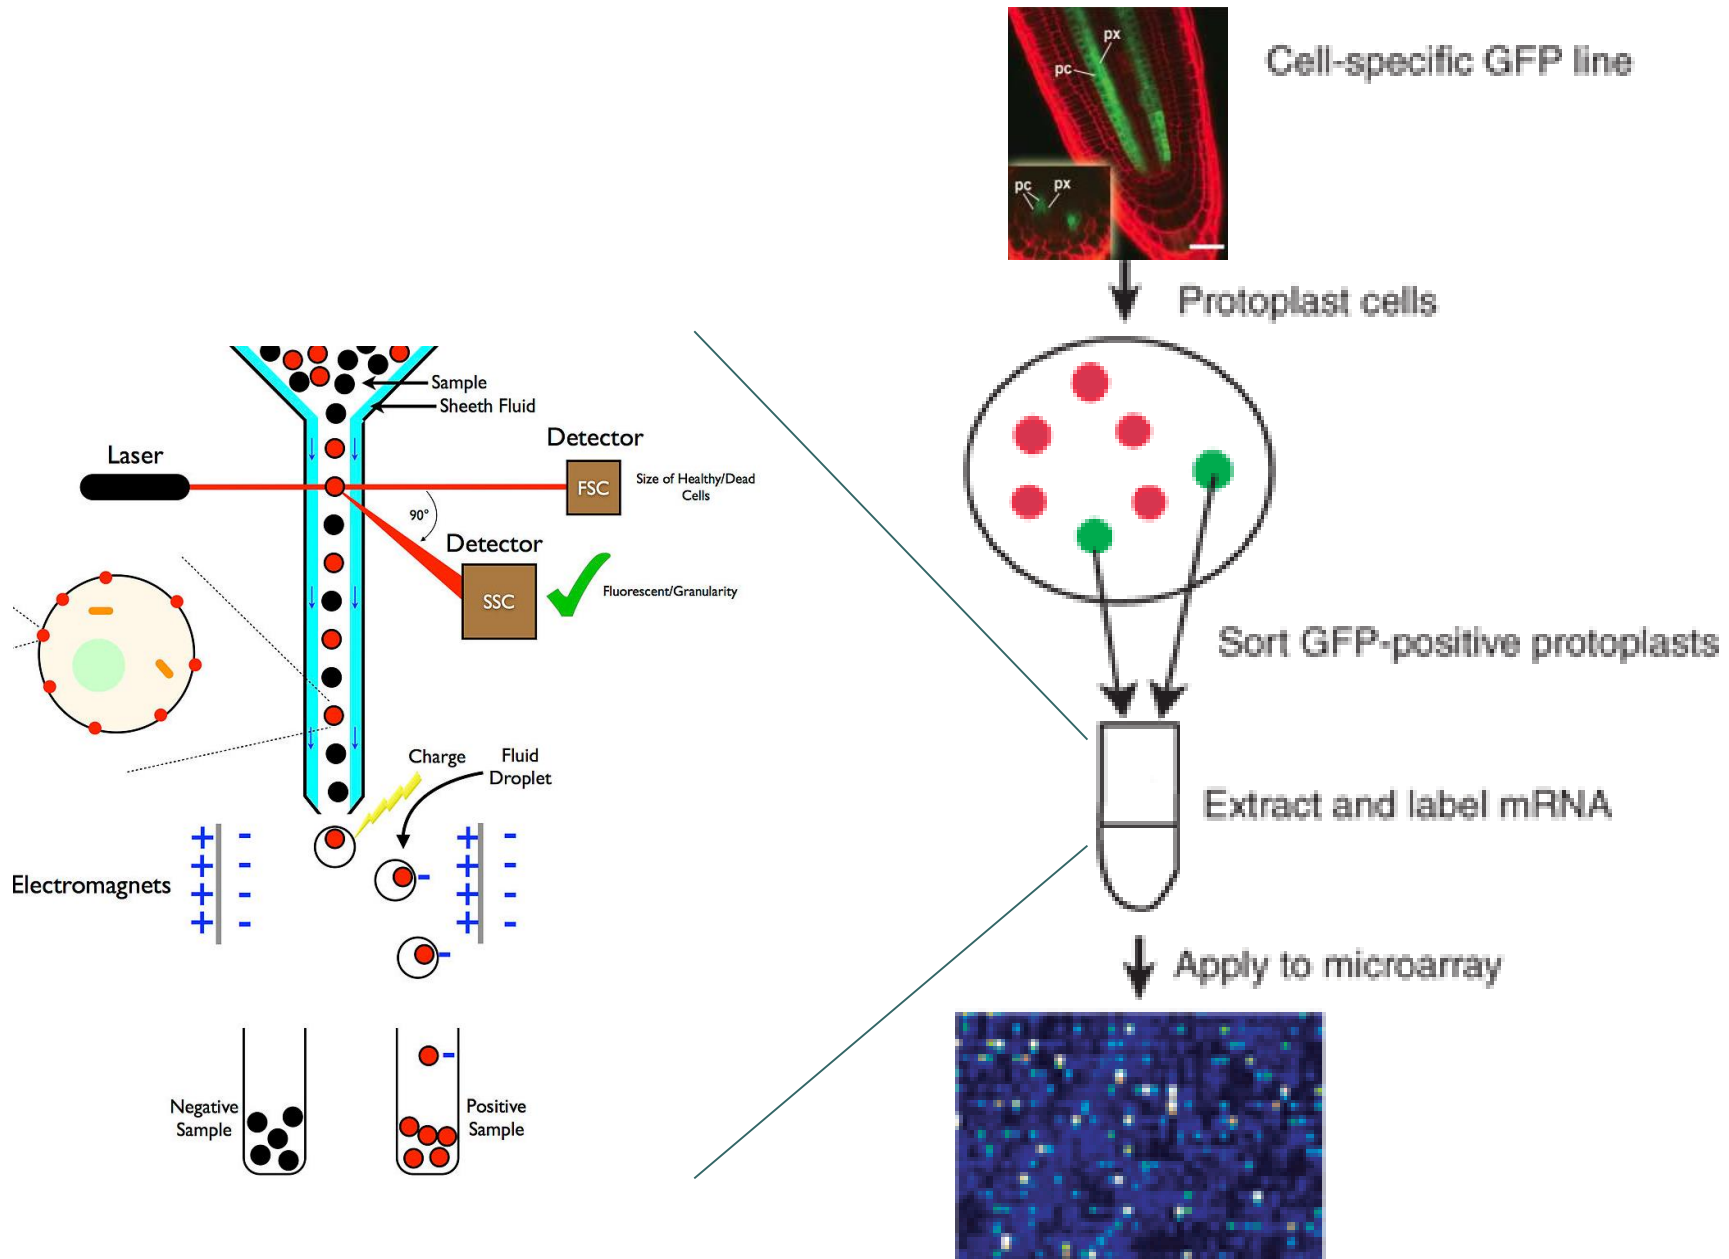 px
pc
pc
px
Cell-specific GFP line
Protoplast cells
Sort GFP-positive protoplasts
Extract and label mRNA
Apply to microarray
Sample
Sheeth Fluid
Laser
Detector
FSC
Size of Healthy/Dead
Cells
90°
Detector
SSC
Fluorescent/Granularity
Charge
Fluid
Droplet
+ -
+ -
+ -
+ -
+ -
+ -
+ -
+ -
Electromagnets
-
-
-
Negative
Sample
Positive
Sample